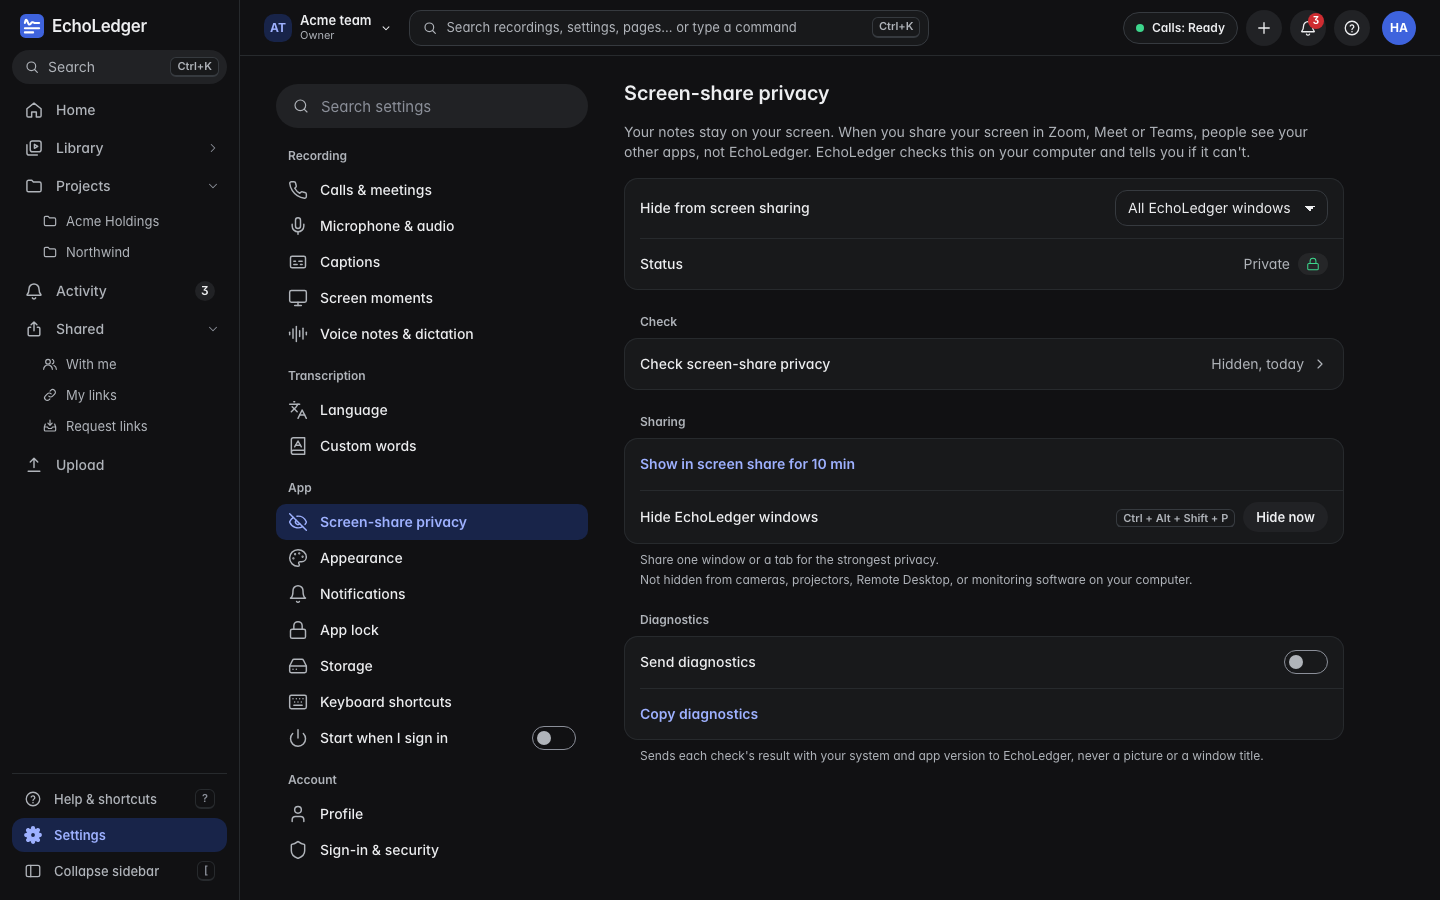 EchoLedger
Search Ctrl+K
Home
Library
Projects
Acme Holdings
Northwind
Activity 3
Shared
With me
My links
Request links
Upload
Help & shortcuts ?
Settings
Collapse sidebar [
AT Acme team
Owner
Search recordings, settings, pages... or type a command Ctrl+K
Calls: Ready
3
HA
Search settings
Recording
Calls & meetings
Microphone & audio
Captions
Screen moments
Voice notes & dictation
Transcription
Language
Custom words
App
Screen-share privacy
Appearance
Notifications
App lock
Storage
Keyboard shortcuts
Start when I sign in
Account
Profile
Sign-in & security
Screen-share privacy
Your notes stay on your screen. When you share your screen in Zoom, Meet or Teams, people see your
other apps, not EchoLedger. EchoLedger checks this on your computer and tells you if it can't.
Hide from screen sharing All EchoLedger windows
Status Private
Check
Check screen-share privacy Hidden, today
Sharing
Show in screen share for 10 min
Hide EchoLedger windows Ctrl + Alt + Shift + P Hide now
Share one window or a tab for the strongest privacy.
Not hidden from cameras, projectors, Remote Desktop, or monitoring software on your computer.
Diagnostics
Send diagnostics
Copy diagnostics
Sends each check's result with your system and app version to EchoLedger, never a picture or a window title.